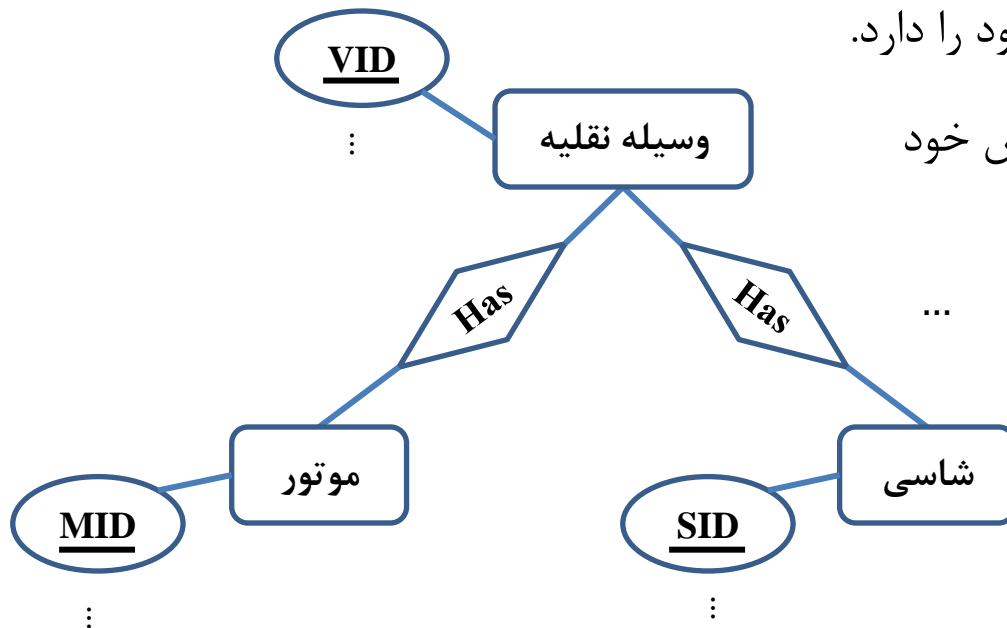 ود را دارد.
VID
وسیله نقلیه
خود
⋮
Has
Has
...
موتور
شاسی
MID
SID
⋮
⋮